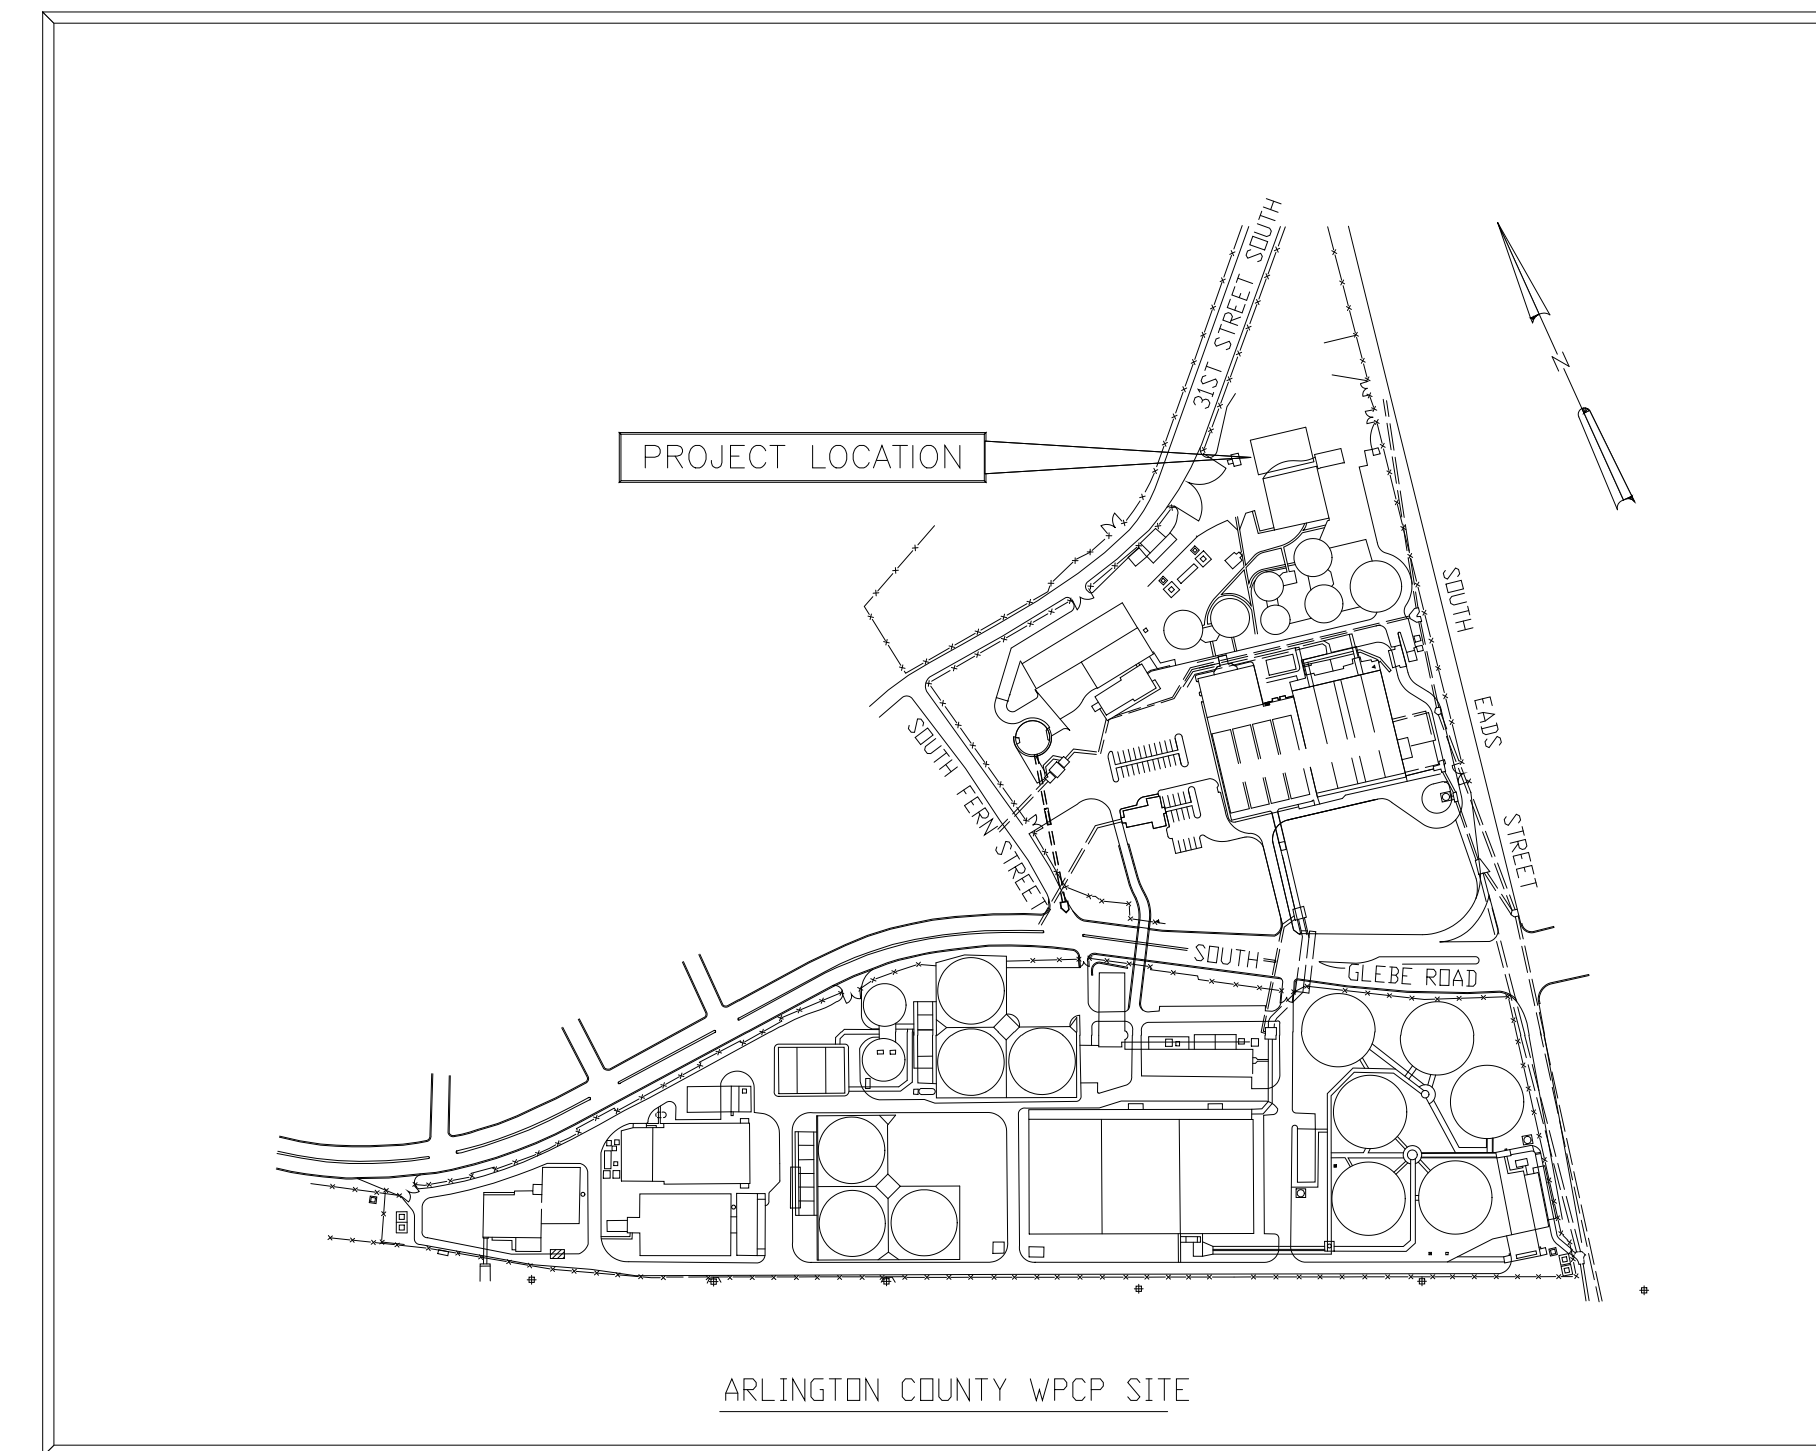 31ST STREET SOUTH
N
PROJECT LOCATION
SOUTH EADS STREET
SOUTH FERN STREET
SOUTH GLEBE ROAD
ARLINGTON COUNTY WPCP SITE